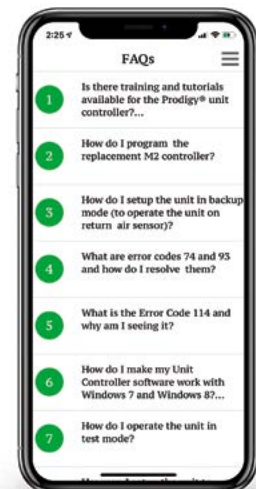 2:25
FAQs
1
Is there training and tutorials
available for the Prodigy® unit
controller?...
2
How do I program the
replacement M2 controller?
3
How do I setup the unit in backup
mode (to operate the unit on
return air sensor)?
4
What are error codes 74 and 93
and how do I resolve them?
5
What is the Error Code 114 and
why am I seeing it?
6
How do I make my Unit
Controller software work with
Windows 7 and Windows 8?...
7
How do I operate the unit in
test mode?